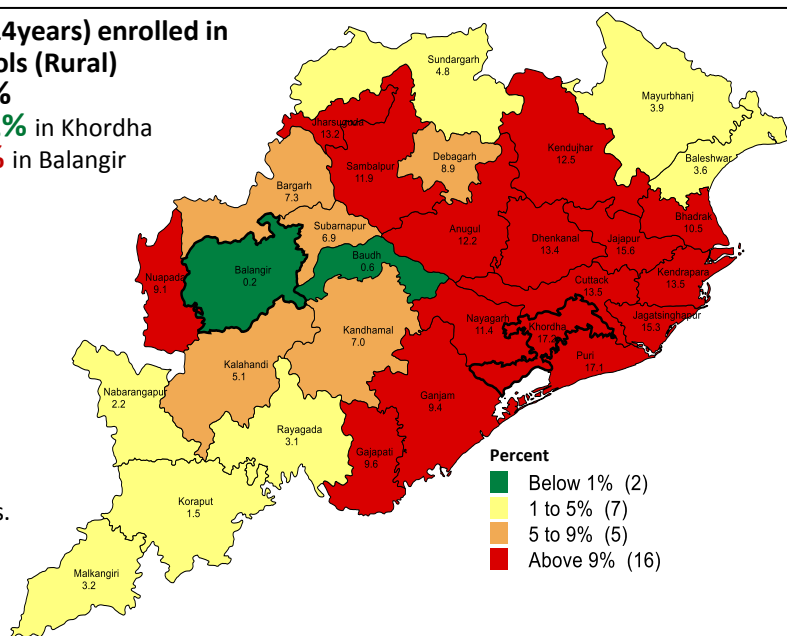 14years) enrolled in
ols (Rural)
%
% in Khordha
% in Balangir
Sundargarh
4.8
Mayurbhanj
3.9
Jharsuguda
13.2
Kendujhar
12.5
Baleshwar
3.6
Debagarh
8.9
Sambalpur
11.9
Bargarh
7.3
Bhadrak
10.5
Subarnapur
6.9
Anugul
12.2
Dhenkanal
13.4
Jajapur
15.6
Baudh
0.6
Nuapada
9.1
Balangir
0.2
Cuttack
13.5
Kendrapara
13.5
Nayagarh
11.4
Khordha
17.2
Jagatsinghapur
15.3
Kandhamal
7.0
Puri
17.1
Kalahandi
5.1
Nabarangapur
2.2
Ganjam
9.4
Rayagada
3.1
Gajapati
9.6
Koraput
1.5
s.
Malkangiri
3.2
Percent
Below 1% (2)
1 to 5% (7)
5 to 9% (5)
Above 9% (16)